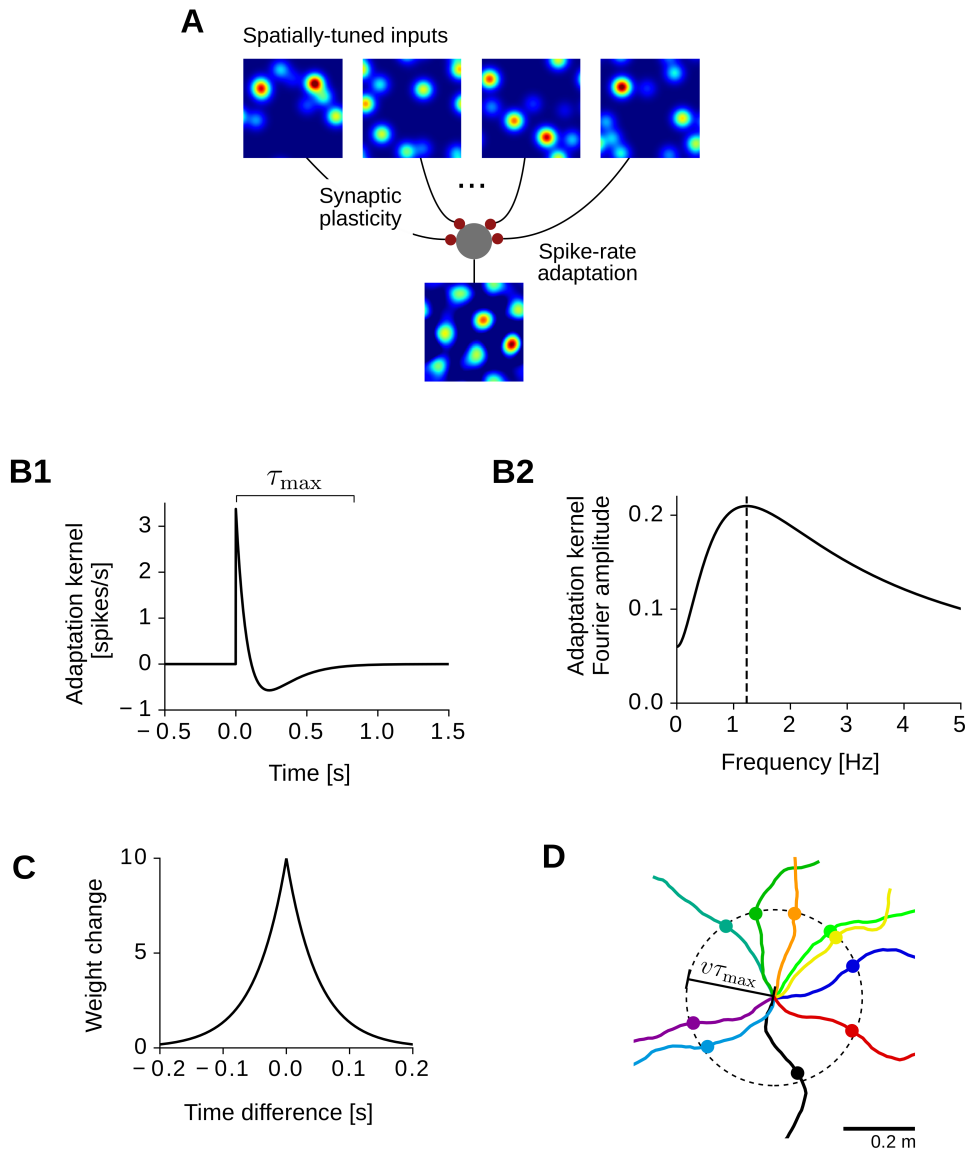 A
Spatially-tuned inputs
...
Synaptic
plasticity
Spike-rate
adaptation
B1
τmax
Adaptation kernel
[spikes/s]
3
2
1
0
−1
−0.5 0.0 0.5 1.0 1.5
Time [s]
B2
Adaptation kernel
Fourier amplitude
0.2
0.1
0.0
0 1 2 3 4 5
Frequency [Hz]
C
Weight change
10
5
0
−0.2 −0.1 0.0 0.1 0.2
Time difference [s]
D
vτmax
0.2 m